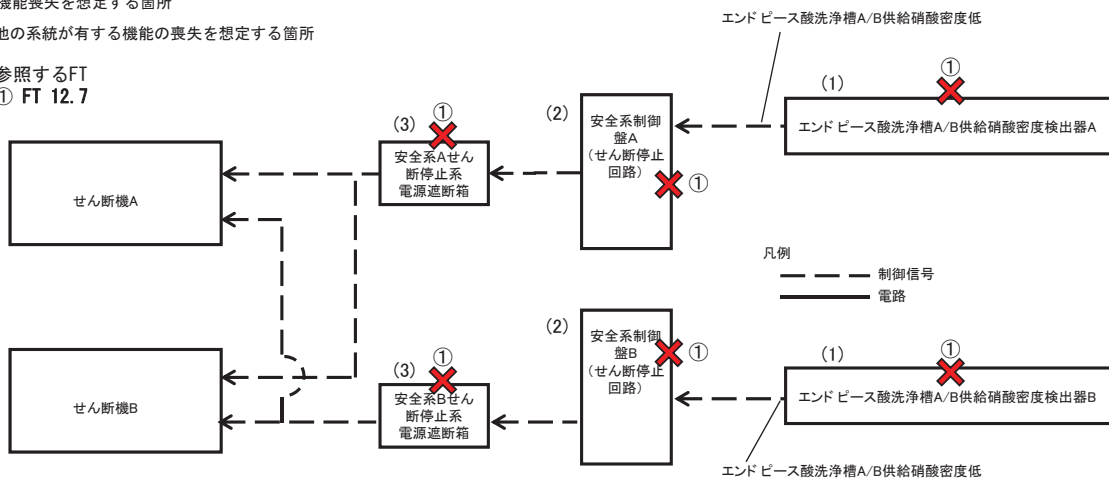 機能喪失を想定する箇所
他の系統が有する機能の喪失を想定する箇所
参照するFT
① FT 12.7
エンドピース酸洗浄槽A/B供給硝酸密度低
(1)
①
エンドピース酸洗浄槽A/B供給硝酸密度検出器A
(2)
安全系制御
盤A
(せん断停止
回路)
①
(3)
①
安全系Aせん
断停止系
電源遮断箱
せん断機A
凡例
制御信号
電路
(2)
安全系制御
盤B
(せん断停止
回路)
①
(1)
①
エンドピース酸洗浄槽A/B供給硝酸密度検出器B
(3)
①
安全系Bせん
断停止系
電源遮断箱
せん断機B
エンドピース酸洗浄槽A/B供給硝酸密度低